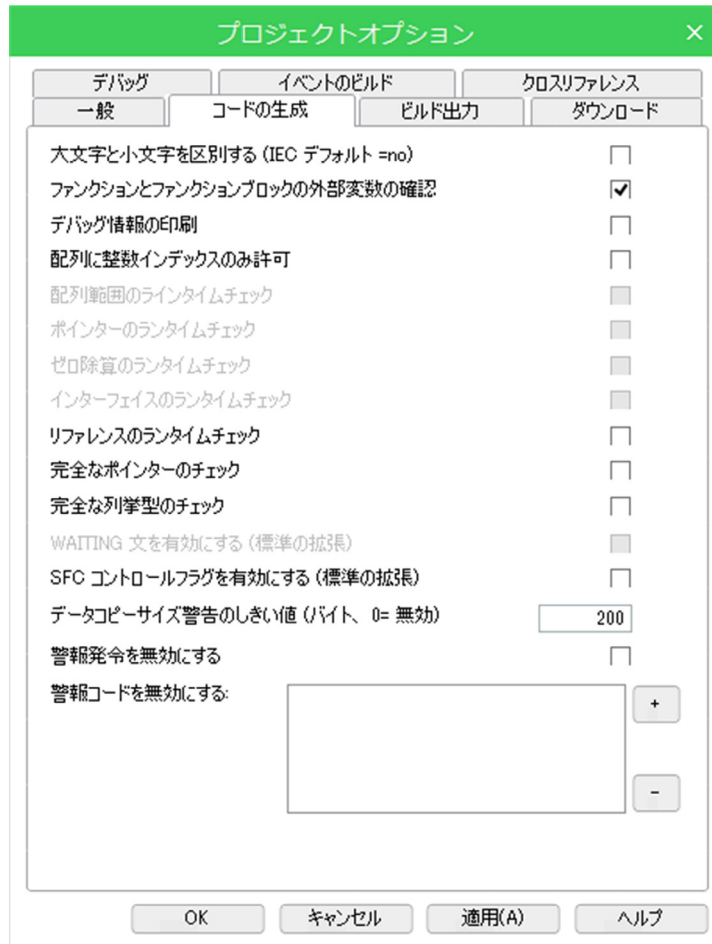 プロジェクトオプション
デバッグ イベントのビルド クロスリファレンス
一般 コードの生成 ビルド出力 ダウンロード
大文字と小文字を区別する (IEC デフォルト =no)
ファンクションとファンクションブロックの外部変数の確認
デバッグ情報の印刷
配列に整数インデックスのみ許可
配列範囲のラインタイムチェック
ポインターのランタイムチェック
ゼロ除算のランタイムチェック
インターフェイスのランタイムチェック
リファレンスのランタイムチェック
完全なポインターのチェック
完全な列挙型のチェック
WAITING 文を有効にする (標準の拡張)
SFC コントロールフラグを有効にする (標準の拡張)
データコピーサイズ警告のしきい値 (バイト、 0= 無効) 200
警報発令を無効にする
警報コードを無効にする:
+
-
OK キャンセル 適用(A) ヘルプ